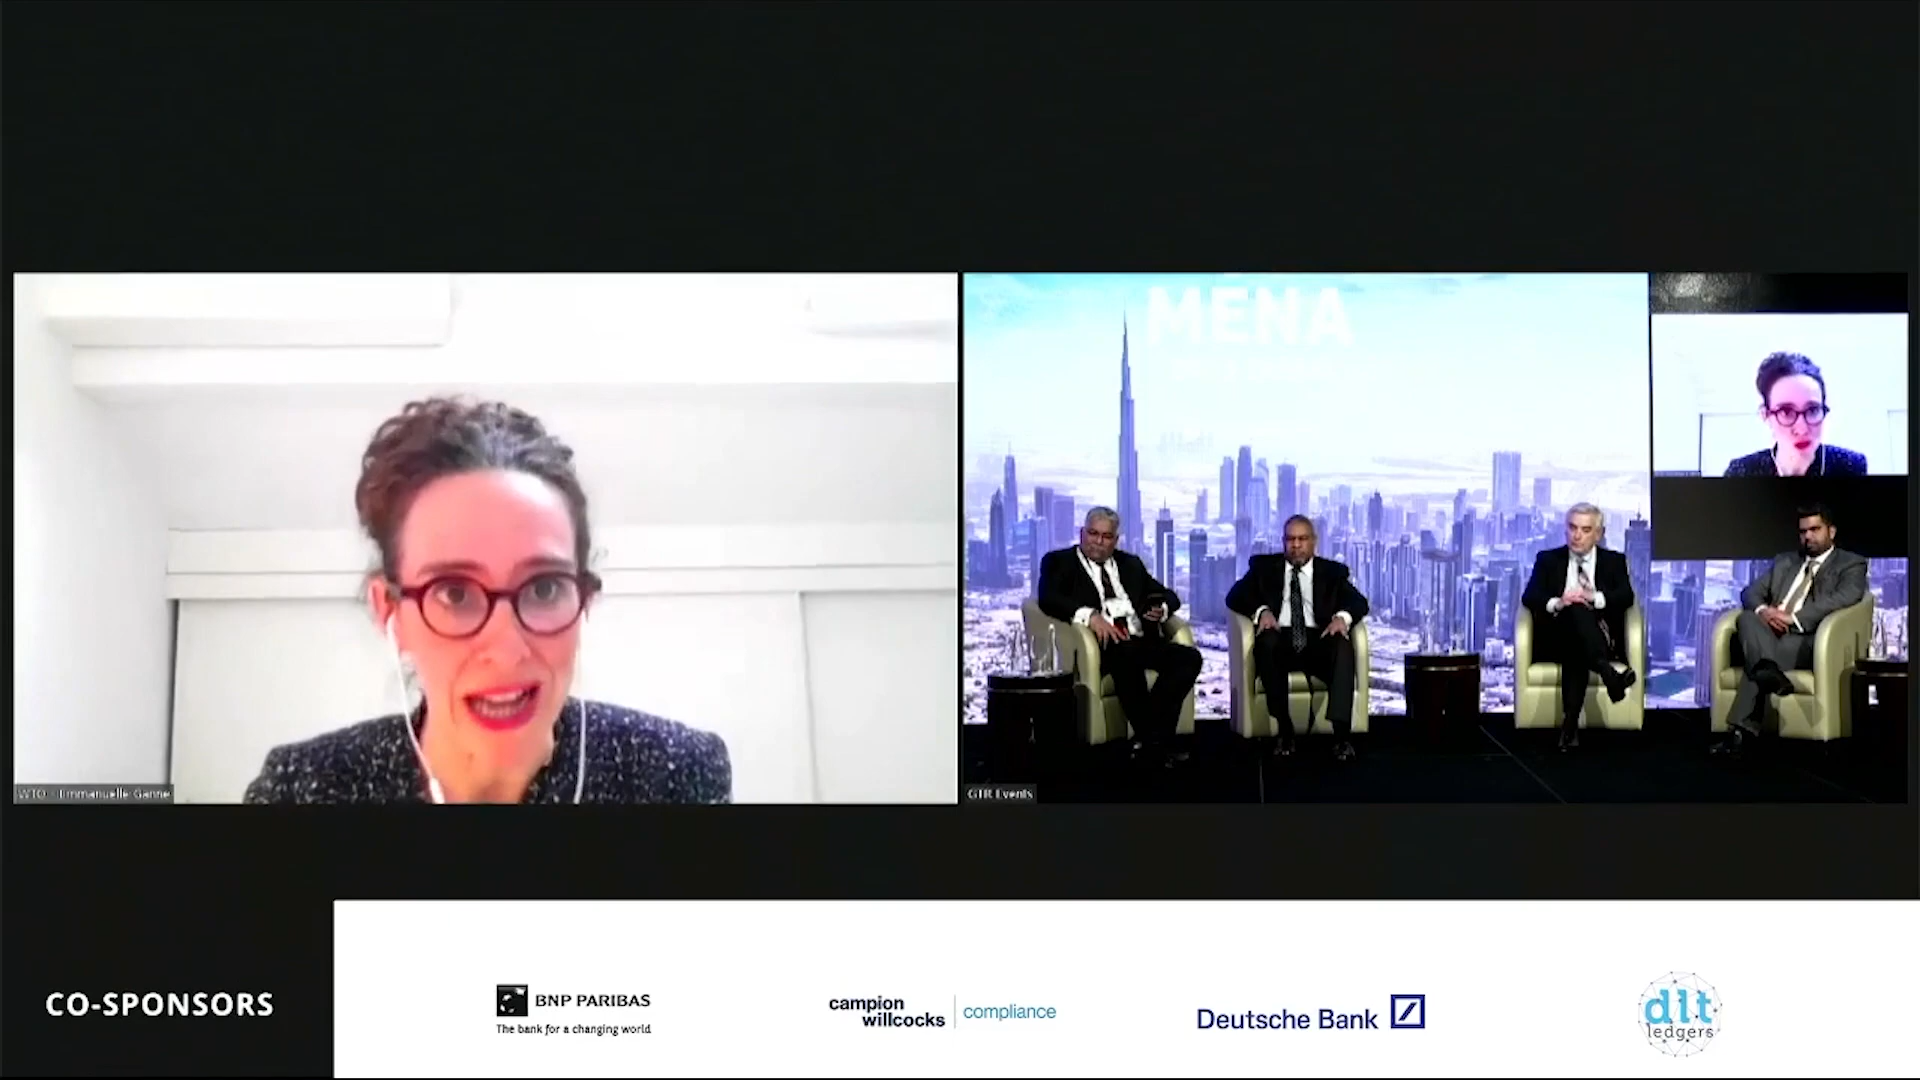 MENA
WTO - Emmanuelle Ganne
GTR Events
CO-SPONSORS
BNP PARIBAS
The bank for a changing world
campion
willcocks
compliance
Deutsche Bank
dlt
ledgers